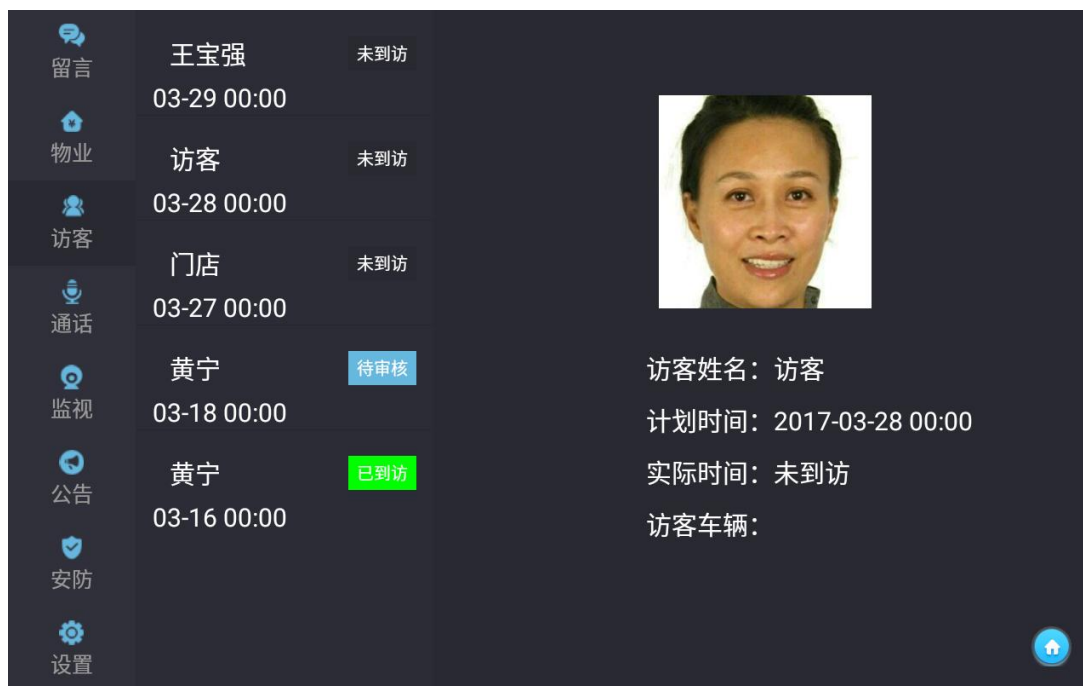 留言
物业
访客
通话
监视
公告
安防
设置
王宝强 未到访
03-29 00:00
访客 未到访
03-28 00:00
门店 未到访
03-27 00:00
黄宁 待审核
03-18 00:00
黄宁 已到访
03-16 00:00
访客姓名：访客
计划时间：2017-03-28 00:00
实际时间：未到访
访客车辆：